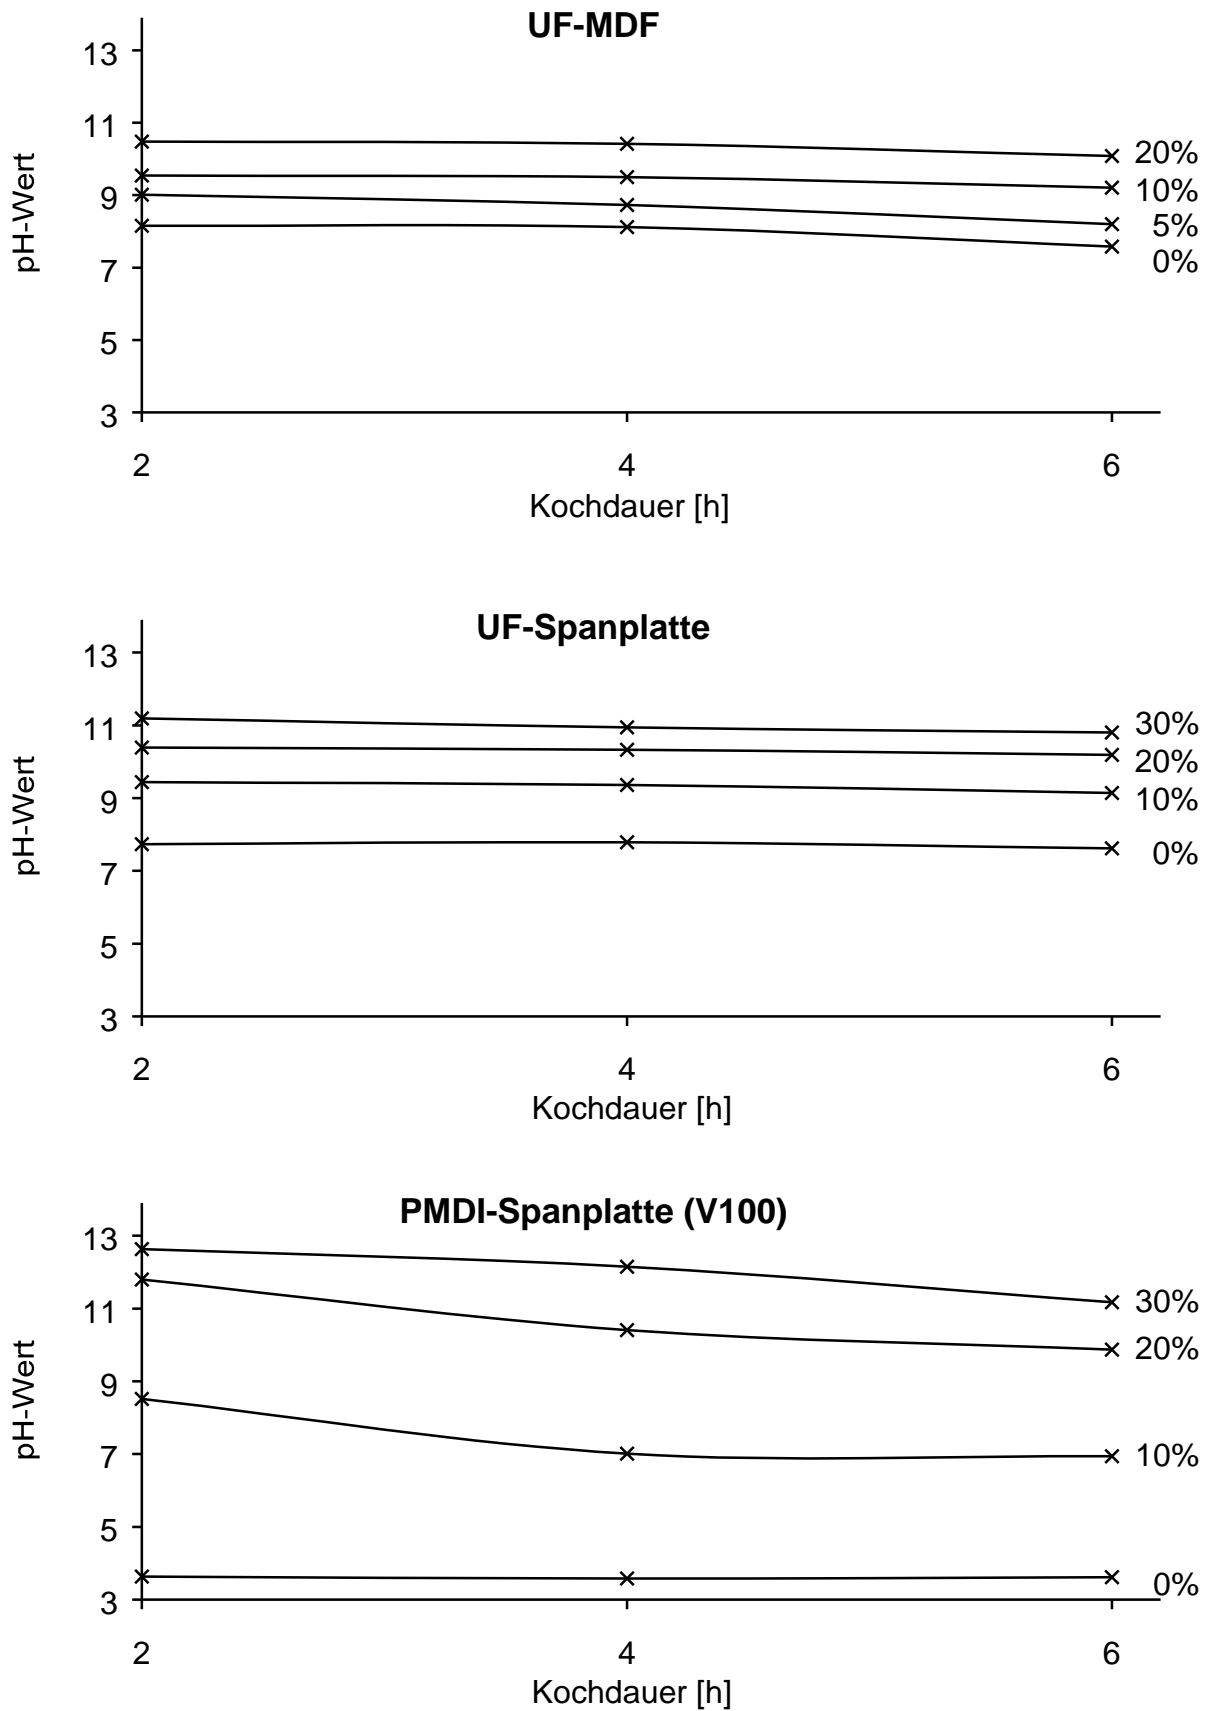 UF-MDF
13
11
9
7
5
3
pH-Wert
20%
10%
5%
0%
2 4 6
Kochdauer [h]
UF-Spanplatte
13
11
9
7
5
3
pH-Wert
30%
20%
10%
0%
2 4 6
Kochdauer [h]
PMDI-Spanplatte (V100)
13
11
9
7
5
3
pH-Wert
30%
20%
10%
0%
2 4 6
Kochdauer [h]